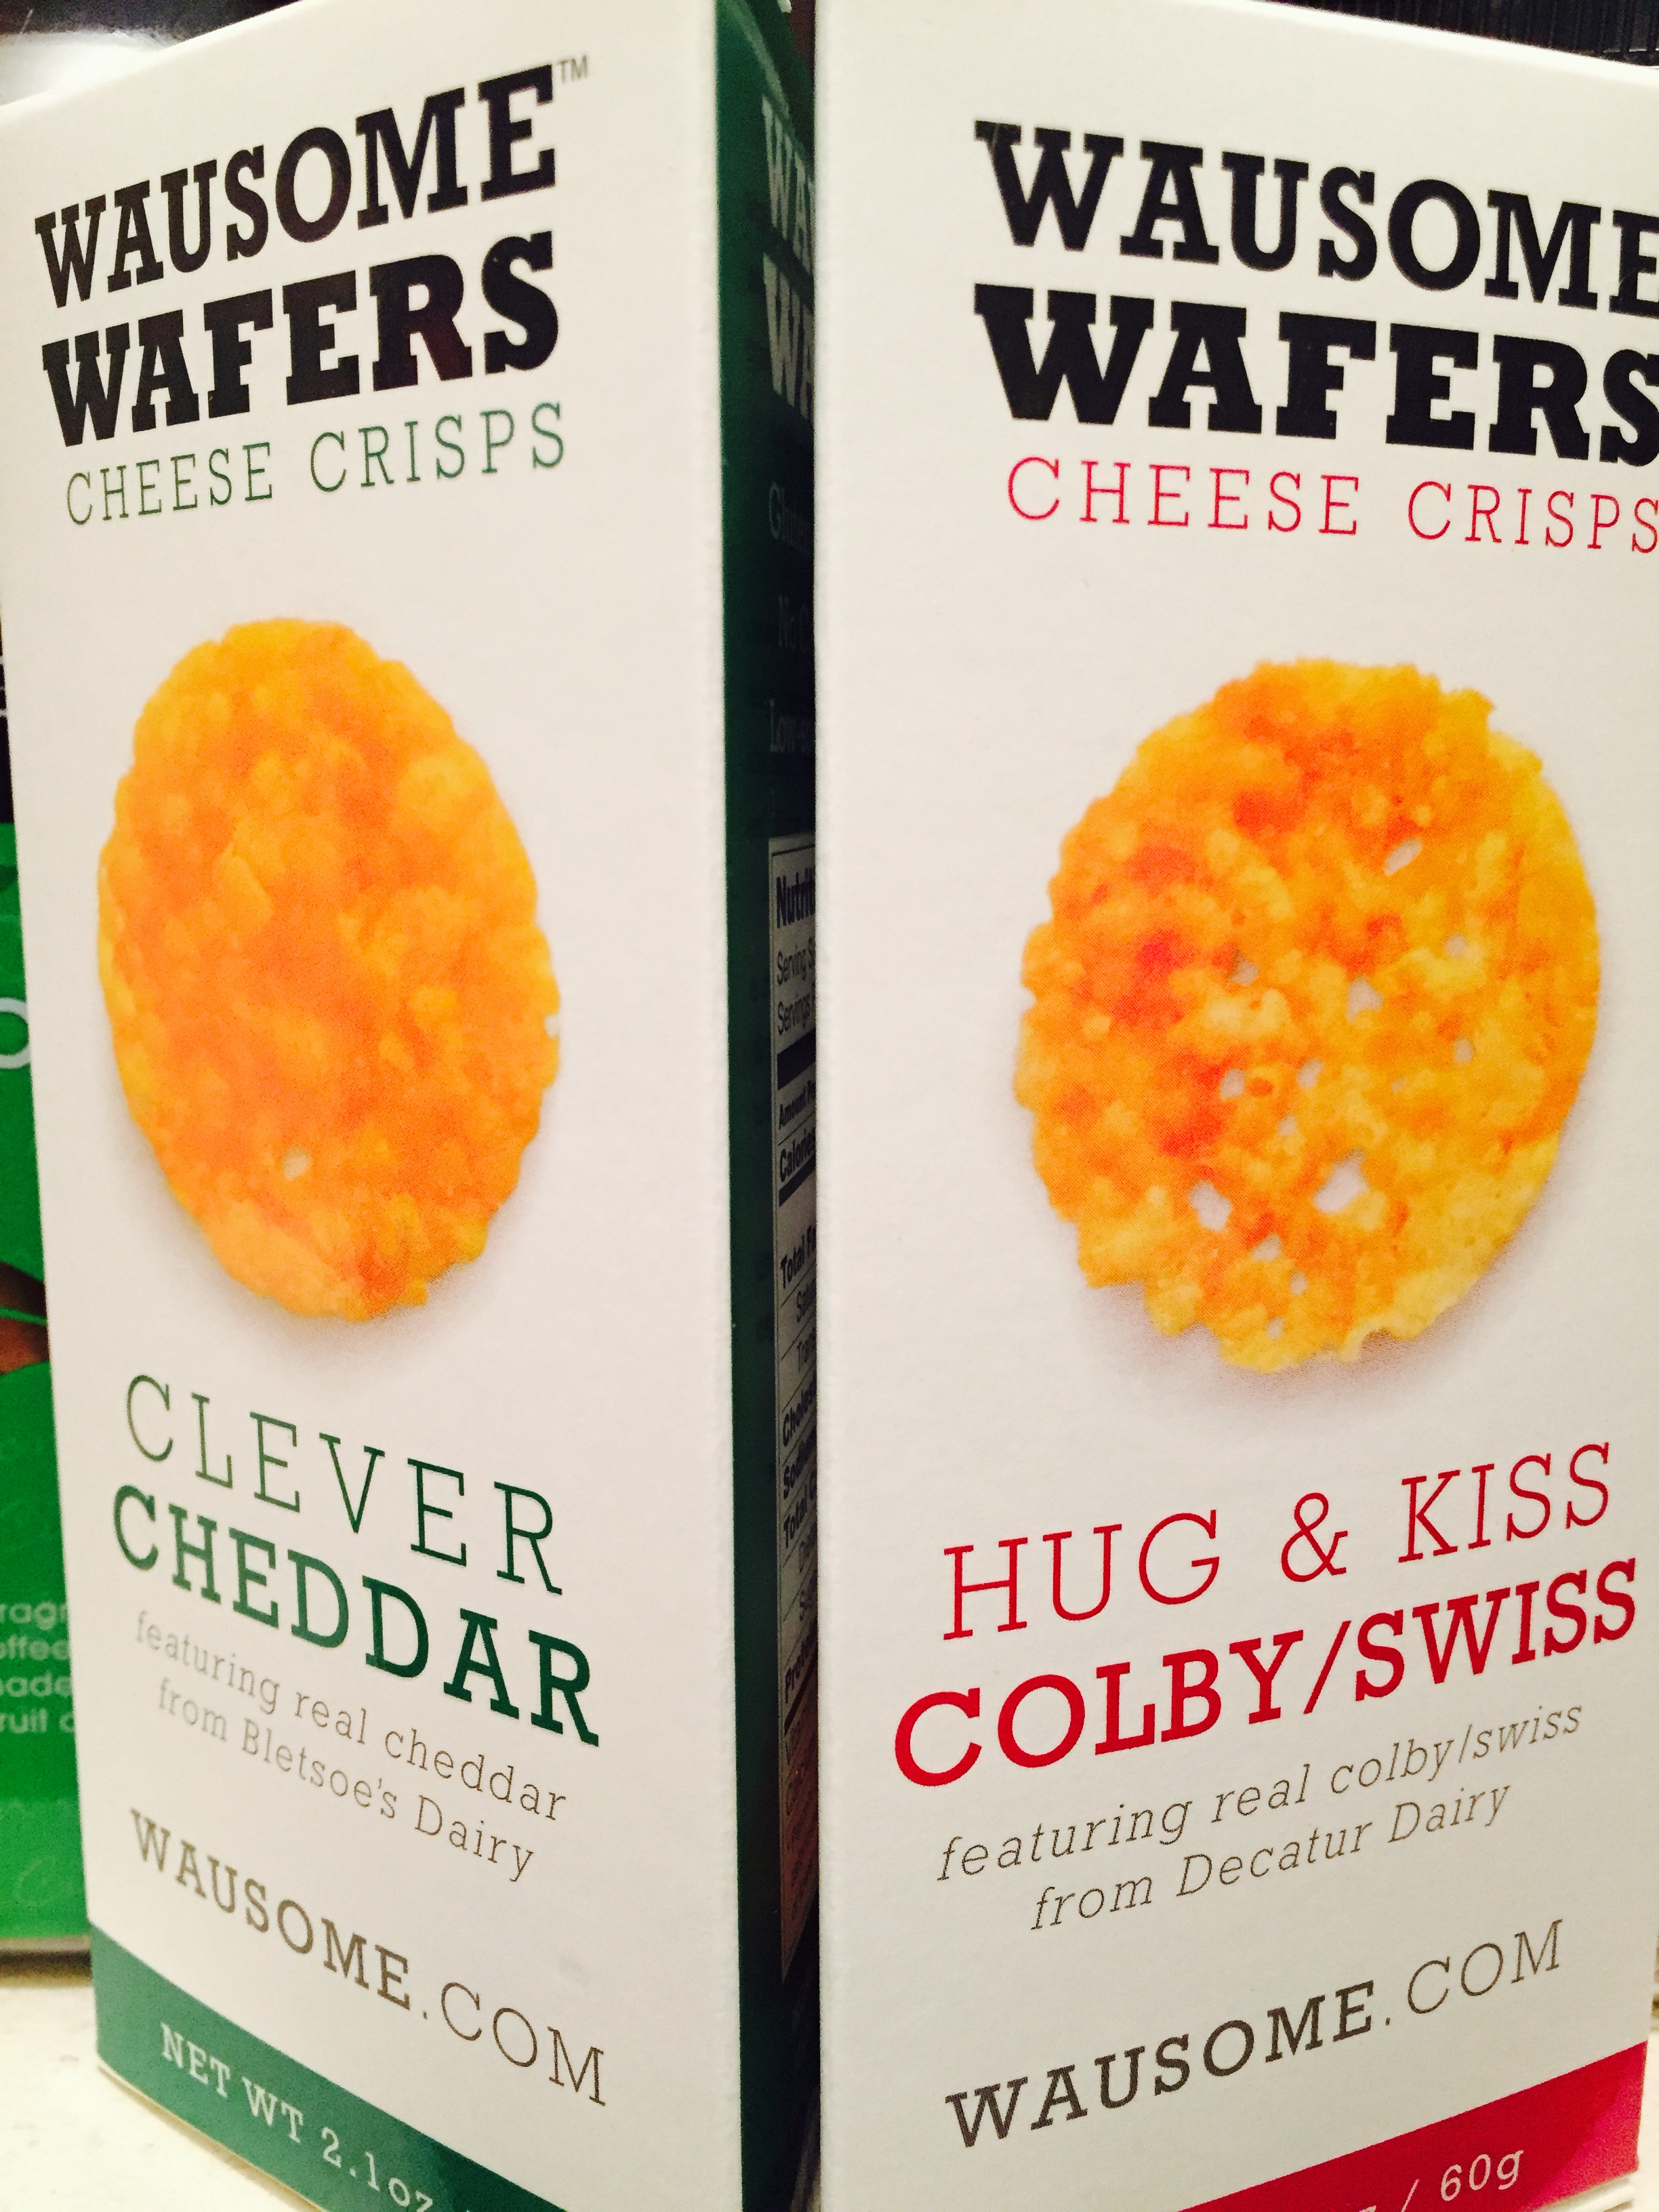 WAUSOME™
WAFERS
CHEESE CRISPS
CLEVER
CHEDDAR
featuring real cheddar
from Bletsoe's Dairy
WAUSOME.COM
NET WT 2.1oz
WAUSOME
WAFERS
CHEESE CRISPS
HUG & KISS
COLBY/SWISS
featuring real colby/swiss
from Decatur Dairy
WAUSOME.COM
/ 60g